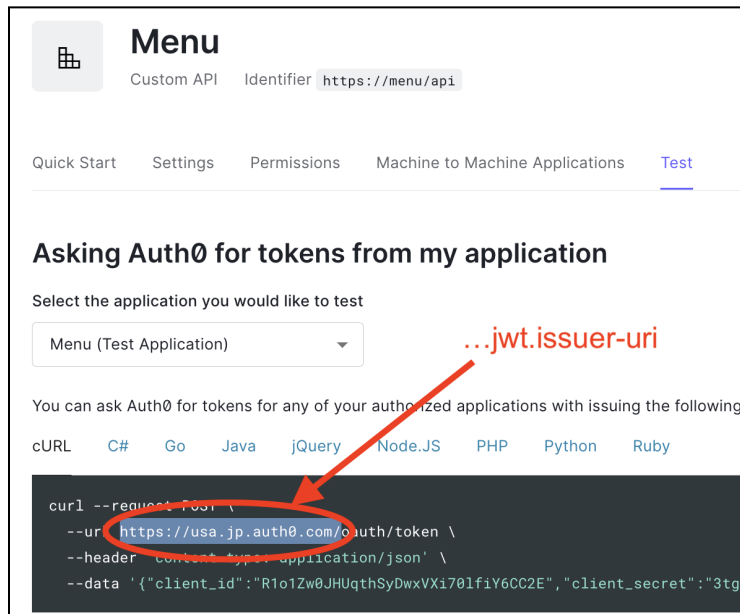 Menu
Custom API Identifier https://menu/api
Quick Start Settings Permissions Machine to Machine Applications Test
Asking Auth0 for tokens from my application
Select the application you would like to test
Menu (Test Application)
...jwt.issuer-uri
You can ask Auth0 for tokens for any of your authorized applications with issuing the following
cURL C# Go Java jQuery Node.JS PHP Python Ruby
curl --request POST \
--url https://usa.jp.auth0.com/oauth/token \
--header 'content-type: application/json' \
--data '{"client_id":"R1o1Zw0JHUqthSyDwxVXi70lfiY6CC2E","client_secret":"3tg